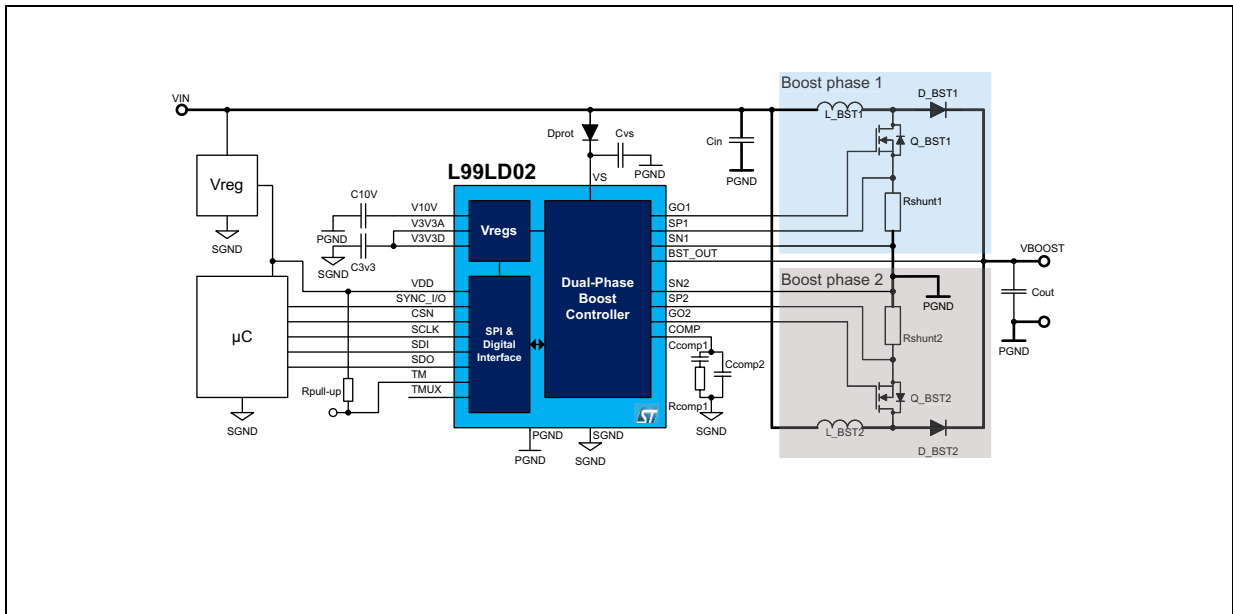 Boost phase 1
VIN
D_BST1
L_BST1
Dprot
Cvs
Cin
Q_BST1
PGND
L99LD02
VS
PGND
Vreg
C10V
V10V
GO1
Rshunt1
V3V3A
Vregs
SP1
PGND
V3V3D
SN1
VBOOST
SGND
SGND
C3v3
BST_OUT
Dual-Phase
Boost
Controller
Boost phase 2
VDD
SN2
PGND
Cout
SYNC_I/O
SP2
CSN
GO2
µC
SCLK
SPI &
Digital
Interface
COMP
Rshunt2
PGND
SDI
Ccomp1
SDO
Ccomp2
TM
Rpull-up
TMUX
Rcomp1
Q_BST2
ST
SGND
SGND
PGND
SGND
L_BST2
PGND
SGND
D_BST2